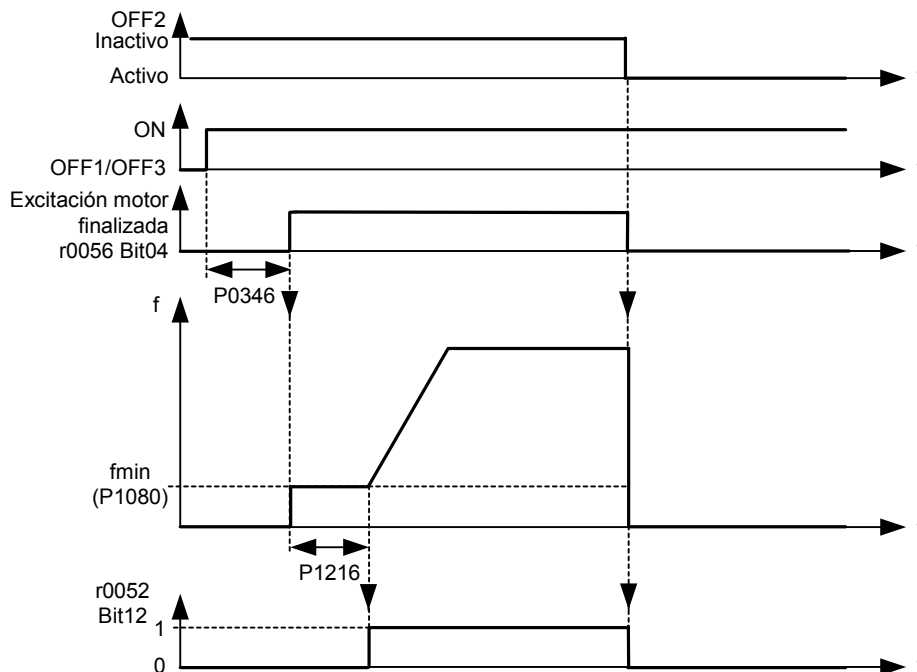 OFF2
Inactivo
Activo
ON
OFF1/OFF3
Excitación motor
finalizada
r0056 Bit04
P0346
f
fmin
(P1080)
P1216
r0052
Bit12
1
0